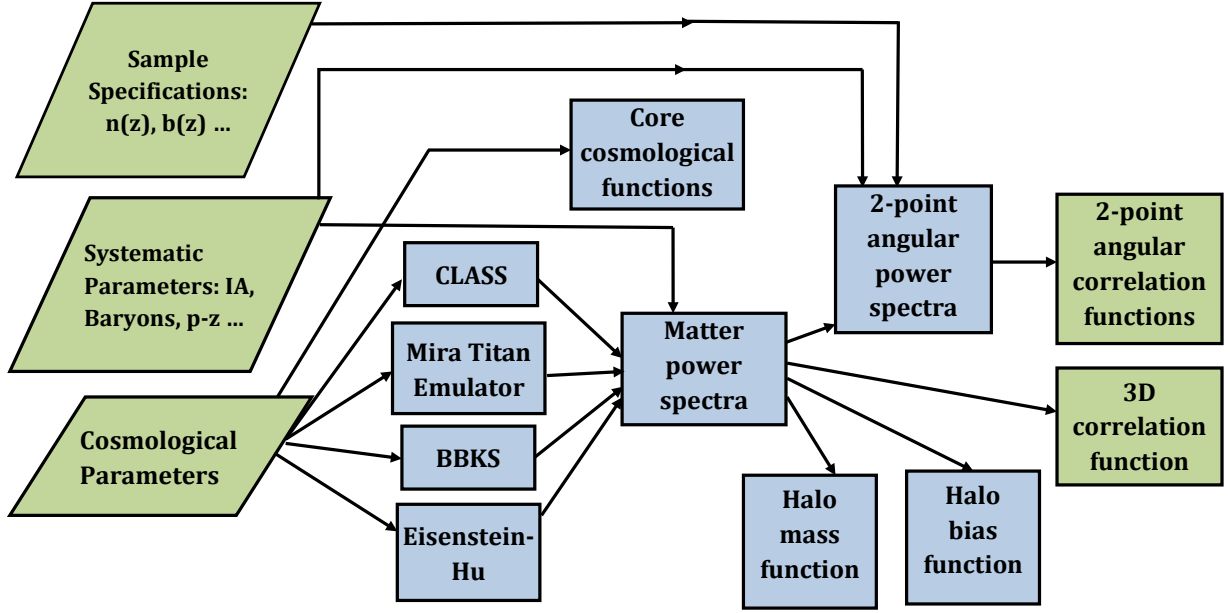 Sample
Specifications:
n(z), b(z) ...
Systematic
Parameters: IA,
Baryons, p-z ...
Cosmological
Parameters
Core
cosmological
functions
CLASS
Mira Titan
Emulator
BBKS
Eisenstein-
Hu
Matter
power
spectra
2-point
angular
power
spectra
Halo
mass
function
Halo
bias
function
2-point
angular
correlation
functions
3D
correlation
function